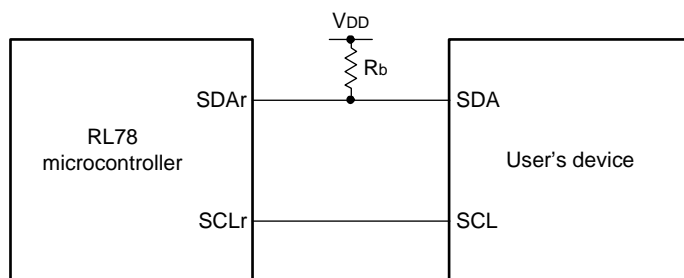 VDD
Rb
SDAr
SDA
RL78
microcontroller
User's device
SCLr
SCL